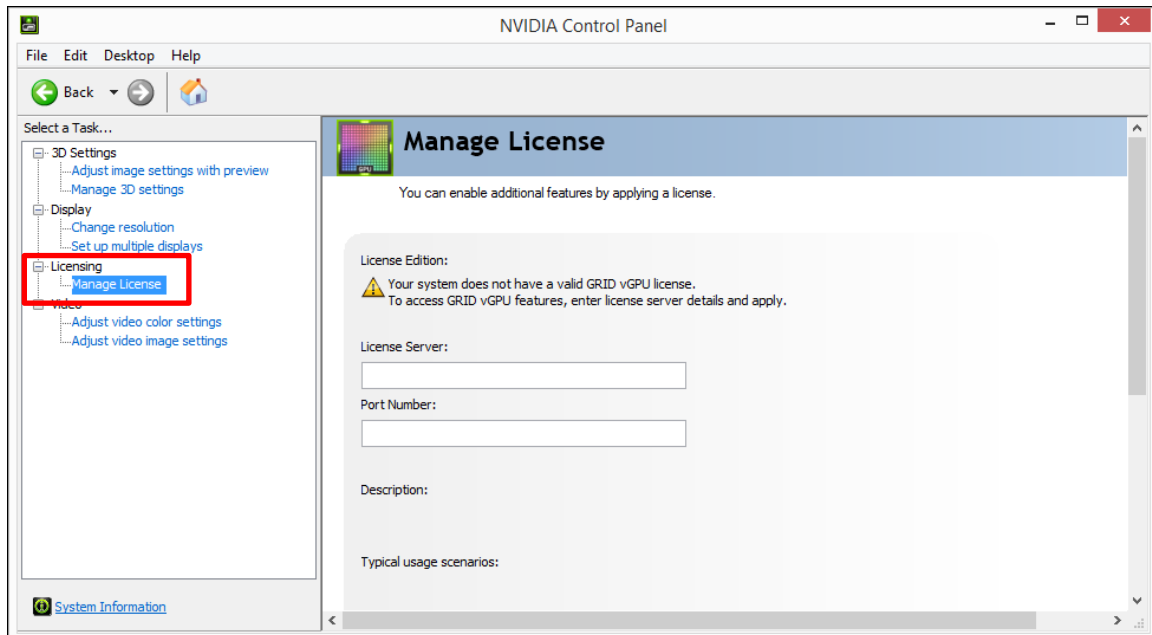 NVIDIA Control Panel
File Edit Desktop Help
Back
Select a Task...
3D Settings
Adjust image settings with preview
Manage 3D settings
Display
Change resolution
Set up multiple displays
Licensing
Manage License
Video
Adjust video color settings
Adjust video image settings
System Information
GPU
Manage License
You can enable additional features by applying a license.
License Edition:
Your system does not have a valid GRID vGPU license.
To access GRID vGPU features, enter license server details and apply.
License Server:
Port Number:
Description:
Typical usage scenarios: